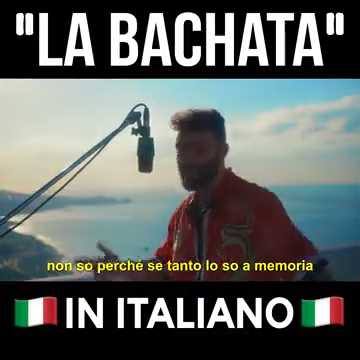 "LA BACHATA"
non so perché se tanto lo so a memoria
IN ITALIANO